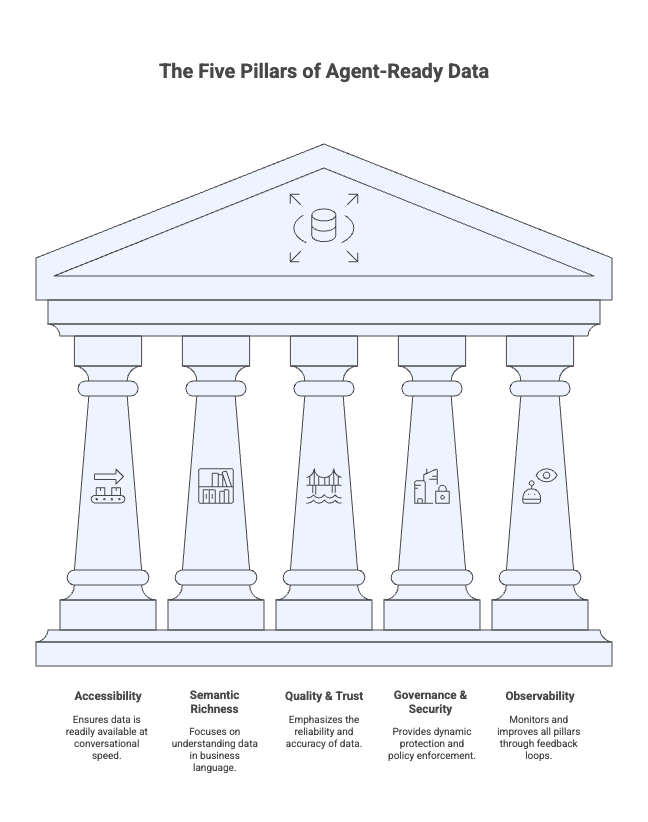 The Five Pillars of Agent-Ready Data
Accessibility
Ensures data is
readily available at
conversational
speed.
Semantic
Richness
Focuses on
understanding data
in business
language.
Quality & Trust
Emphasizes the
reliability and
accuracy of data.
Governance &
Security
Provides dynamic
protection and
policy enforcement.
Observability
Monitors and
improves all pillars
through feedback
loops.